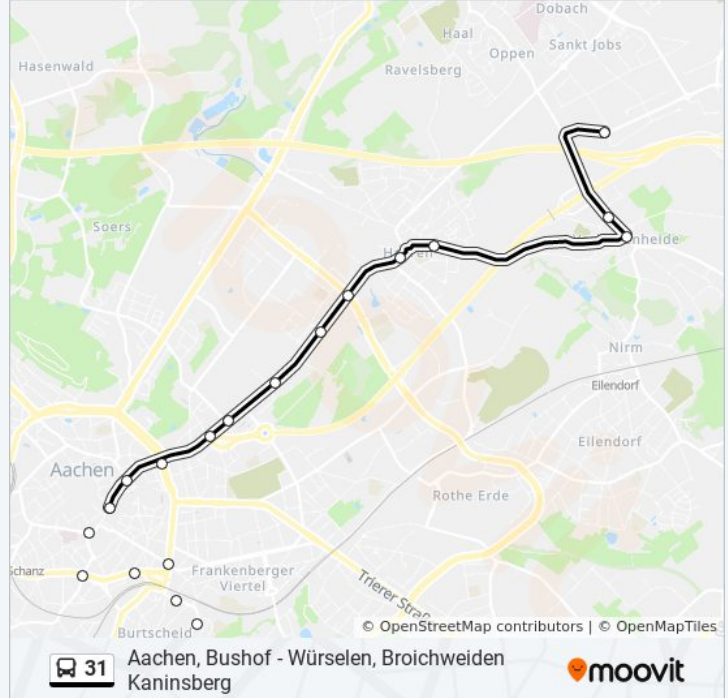 Dobach
Haal
Oppen
Sankt Jobs
Hasenwald
Ravelsberg
Soers
Nirm
Eilendorf
Eilendorf
Aachen
Rothe Erde
Schanz
Frankenberger
Viertel
Trierer Straß
Burtscheid
© OpenStreetMap contributors | © OpenMapTiles
31
Aachen, Bushof - Würselen, Broichweiden
Kaninsberg
moovit